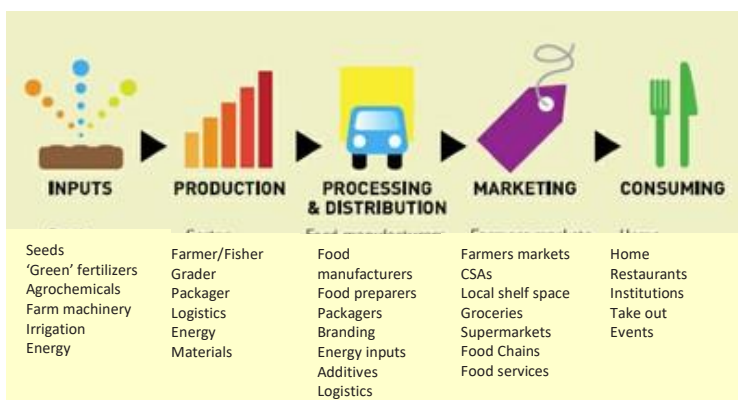 INPUTS
PRODUCTION
PROCESSING
& DISTRIBUTION
MARKETING
CONSUMING
Seeds
‘Green’ fertilizers
Agrochemicals
Farm machinery
Irrigation
Energy
Farmer/Fisher
Grader
Packager
Logistics
Energy
Materials
Food
manufacturers
Food preparers
Packagers
Branding
Energy inputs
Additives
Logistics
Farmers markets
CSAs
Local shelf space
Groceries
Supermarkets
Food Chains
Food services
Home
Restaurants
Institutions
Take out
Events